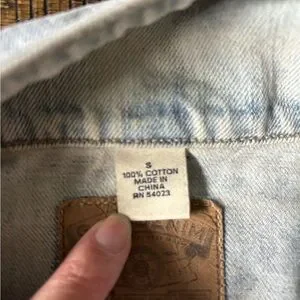 S
100% COTTON
MADE IN
CHINA
RN 54023